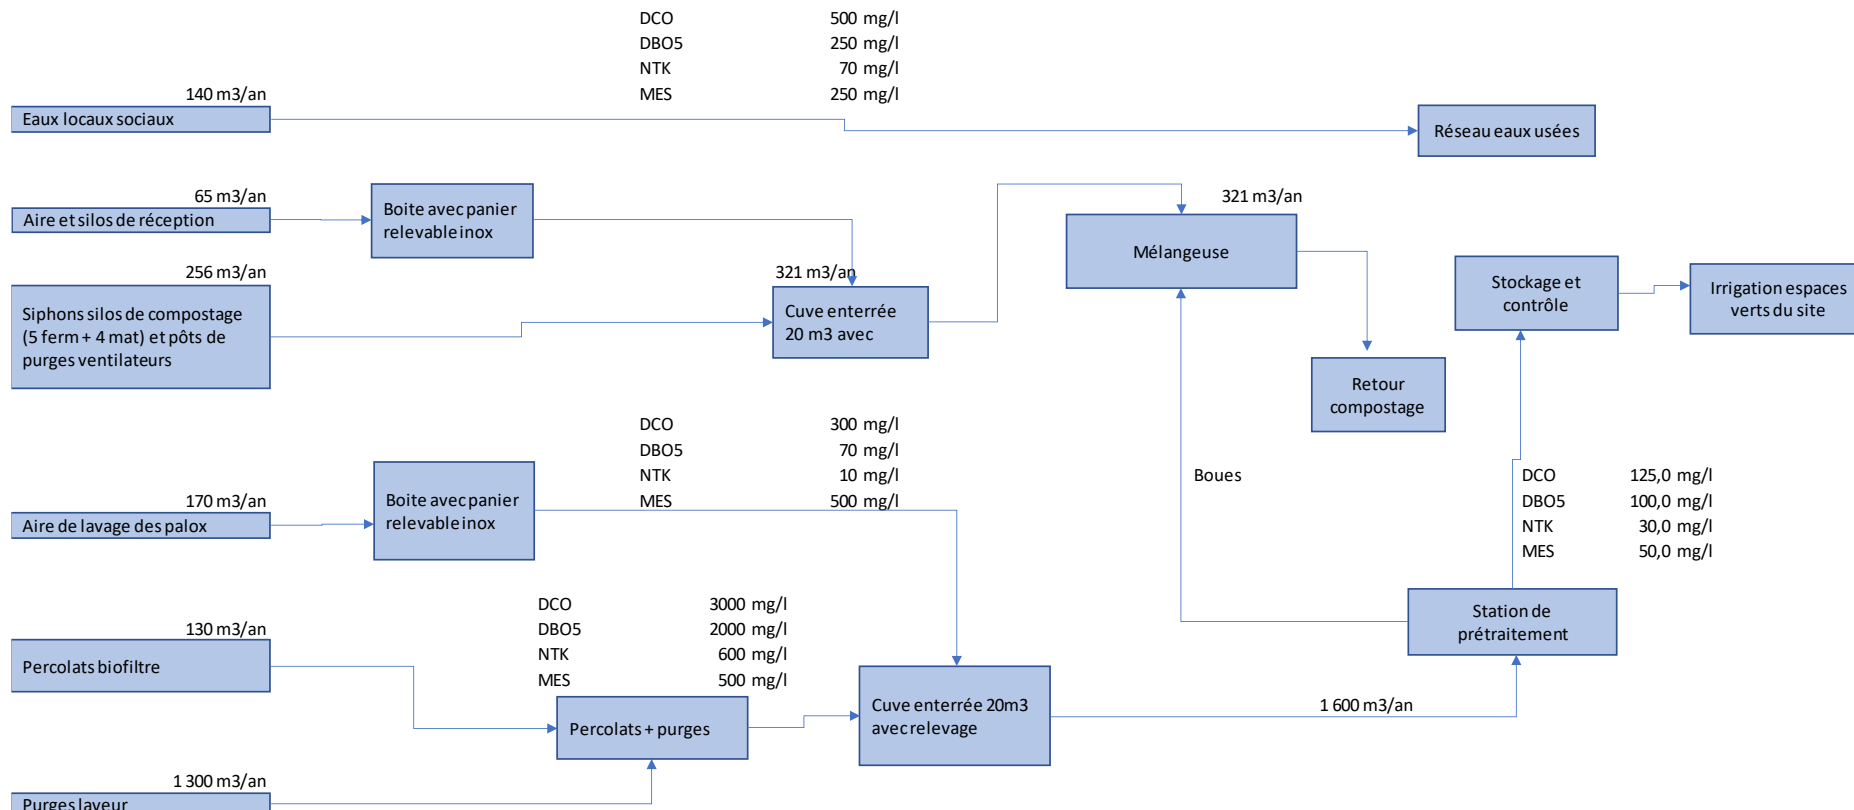 DCO 500 mg/l
DBO5 250 mg/l
NTK 70 mg/l
MES 250 mg/l
140 m3/an
Eaux locaux sociaux
Réseau eaux usées
65 m3/an
Aire et silos de réception
Boite avec panier
relevable inox
256 m3/an
Siphons silos de compostage
(5 ferm + 4 mat) et pôts de
purges ventilateurs
321 m3/an
Cuve enterrée
20 m3 avec
321 m3/an
Mélangeuse
Retour
compostage
Stockage et
contrôle
Irrigation espaces
verts du site
DCO 300 mg/l
DBO5 70 mg/l
NTK 10 mg/l
MES 500 mg/l
170 m3/an
Aire de lavage des palox
Boite avec panier
relevable inox
Boues
DCO 125,0 mg/l
DBO5 100,0 mg/l
NTK 30,0 mg/l
MES 50,0 mg/l
Station de
prétraitement
DCO 3000 mg/l
DBO5 2000 mg/l
NTK 600 mg/l
MES 500 mg/l
130 m3/an
Percolats biofiltre
Percolats + purges
Cuve enterrée 20m3
avec relevage
1 600 m3/an
1 300 m3/an
Purges laveur